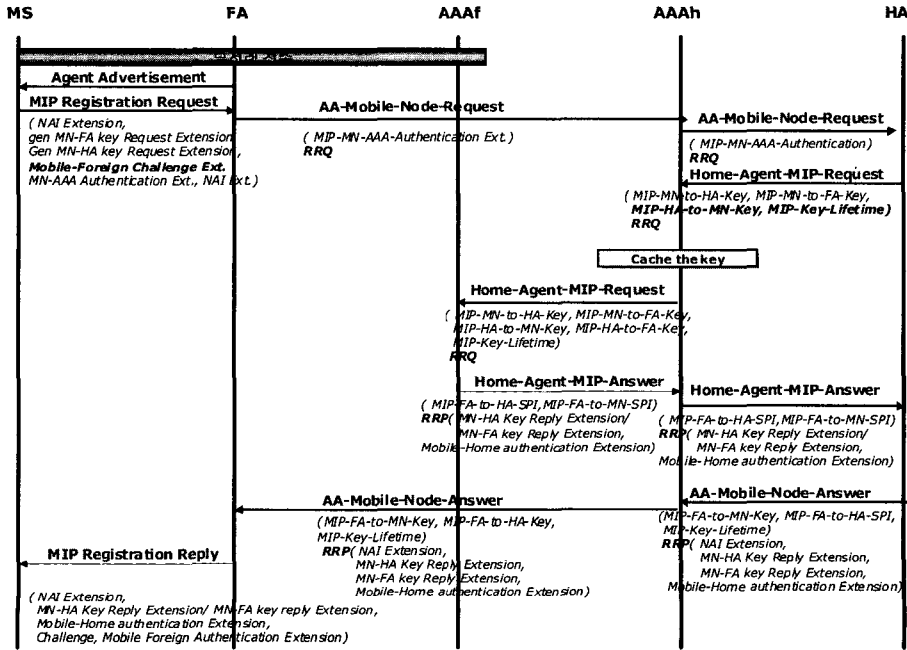 MS FA AAAf AAAh HA
Agent Advertisement
MIP Registration Request
( NAI Extension,
gen MN-FA key Request Extension
Gen MN-HA key Request Extension,
Mobile-Foreign Challenge Ext.
MN-AAA Authentication Ext., NAI Ext.)
AA-Mobile-Node-Request
( MIP-MN-AAA-Authentication Ext.)
RRQ
AA-Mobile-Node-Request
( MIP-MN-AAA-Authentication)
RRQ
Home-Agent-MIP-Request
( MIP-MN-to-HA-Key, MIP-MN-to-FA-Key,
MIP-HA-to-MN-Key, MIP-Key-Lifetime)
RRQ
Cache the key
Home-Agent-MIP-Request
( MIP-MN-to-HA-Key, MIP-MN-to-FA-Key,
MIP-HA-to-MN-Key, MIP-HA-to-FA-Key,
MIP-Key-Lifetime)
RRQ
Home-Agent-MIP-Answer
( MIP-FA-to-HA-SPI,MIP-FA-to-MN-SPI)
RRP( MN-HA Key Reply Extension/
MN-FA key Reply Extension,
Mobile-Home authentication Extension)
Home-Agent-MIP-Answer
( MIP-FA-to-HA-SPI,MIP-FA-to-MN-SPI)
RRP( MN-HA Key Reply Extension/
MN-FA key Reply Extension,
Mobile-Home authentication Extension)
AA-Mobile-Node-Answer
(MIP-FA-to-MN-Key, MIP-FA-to-HA-SPI,
MIP-Key-Lifetime)
RRP( NAI Extension,
MN-HA Key Reply Extension,
MN-FA key Reply Extension,
Mobile-Home authentication Extension)
AA-Mobile-Node-Answer
(MIP-FA-to-MN-Key, MIP-FA-to-HA-Key,
MIP-Key-Lifetime)
RRP( NAI Extension,
MN-HA Key Reply Extension,
MN-FA key Reply Extension,
Mobile-Home authentication Extension)
MIP Registration Reply
( NAI Extension,
MN-HA Key Reply Extension/ MN-FA key reply Extension,
Mobile-Home authentication Extension,
Challenge, Mobile Foreign Authentication Extension)